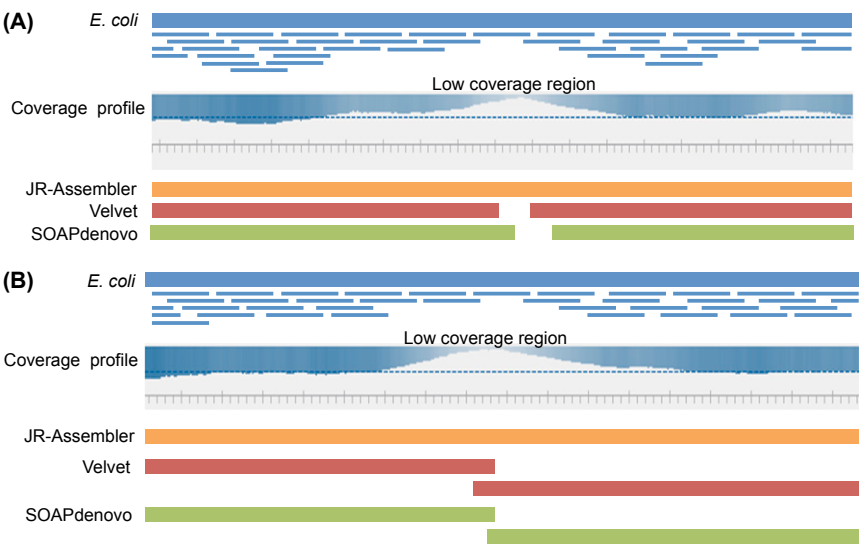 (A)
E. coli
Low coverage region
Coverage profile
JR-Assembler
Velvet
SOAPdenovo
(B)
E. coli
Low coverage region
Coverage profile
JR-Assembler
Velvet
SOAPdenovo